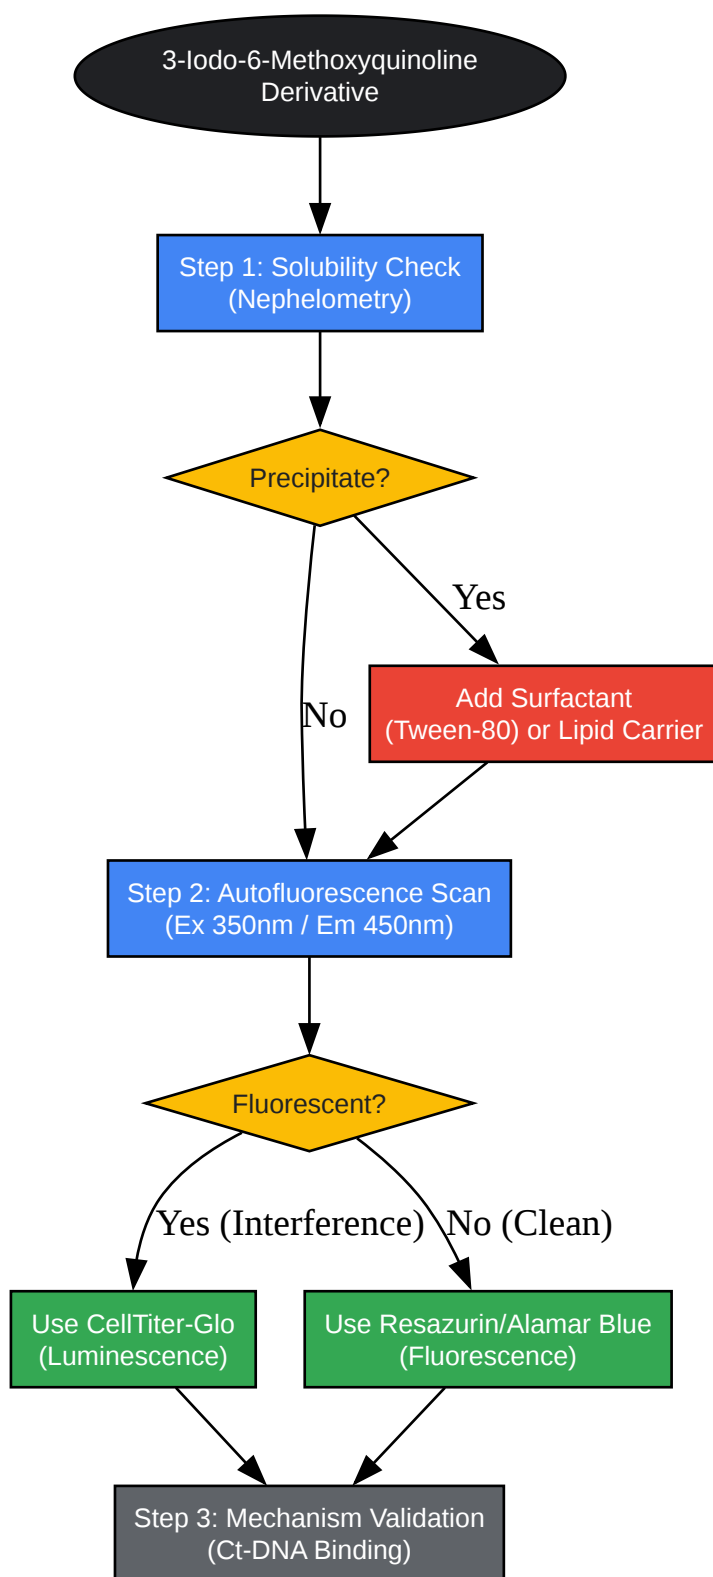 3-Iodo-6-Methoxyquinoline
Derivative
Step 1: Solubility Check
(Nephelometry)
Precipitate?
Yes
Add Surfactant
(Tween-80) or Lipid Carrier
No
Step 2: Autofluorescence Scan
(Ex 350nm / Em 450nm)
Fluorescent?
Yes (Interference)
No (Clean)
Use CellTiter-Glo
(Luminescence)
Use Resazurin/Alamar Blue
(Fluorescence)
Step 3: Mechanism Validation
(Ct-DNA Binding)